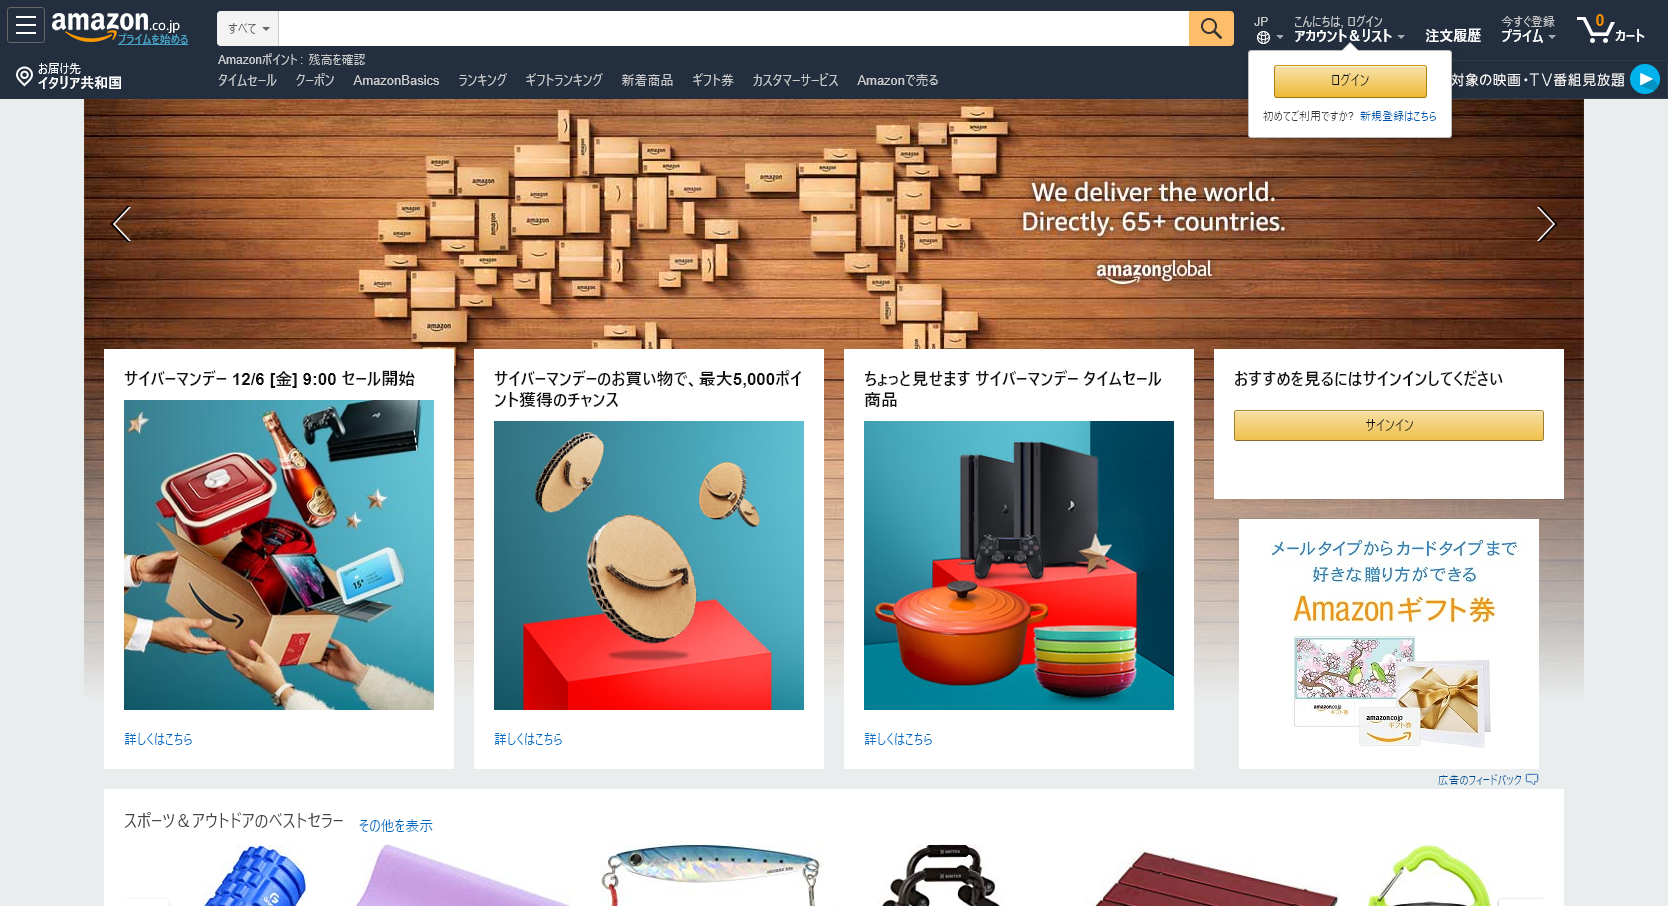 amazon.co.jp
プライムを始める
すべて
JP
こんにちは, ログイン
アカウント&リスト
注文履歴
今すぐ登録
プライム
0
カート
お届け先
イタリア共和国
Amazonポイント: 残高を確認
タイムセール クーポン AmazonBasics ランキング ギフトランキング 新着商品 ギフト券 カスタマーサービス Amazonで売る
対象の映画・TV番組見放題
ログイン
初めてご利用ですか? 新規登録はこちら
We deliver the world.
Directly. 65+ countries.
amazonglobal
サイバーマンデー 12/6 [金] 9:00 セール開始
詳しくはこちら
サイバーマンデーのお買い物で、最大5,000ポイ
ント獲得のチャンス
詳しくはこちら
ちょっと見せます サイバーマンデー タイムセール
商品
詳しくはこちら
おすすめを見るにはサインインしてください
サインイン
メールタイプからカードタイプまで
好きな贈り方ができる
Amazonギフト券
amazon.co.jp
ギフト券
amazon.co.jp
ギフト券
広告のフィードバック
スポーツ&アウトドアのベストセラー その他を表示